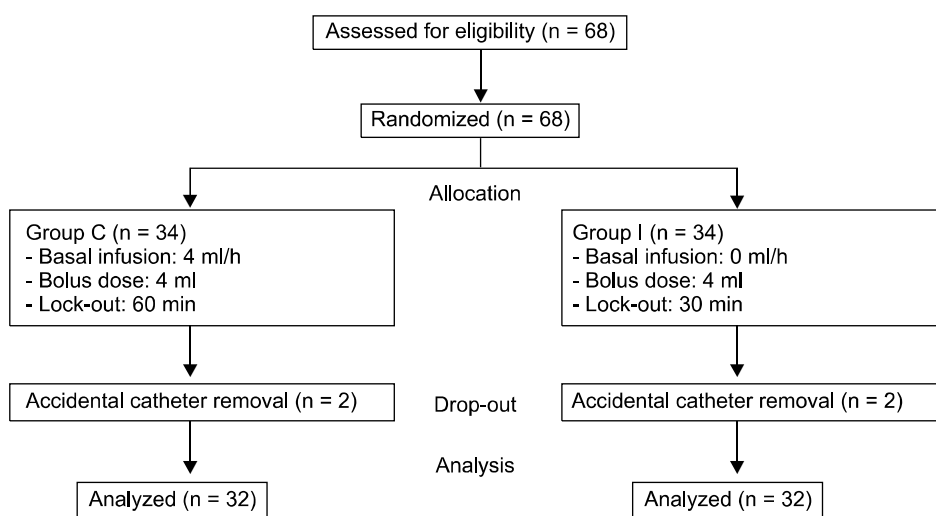 Assessed for eligibility (n = 68)
Randomized (n = 68)
Allocation
Group C (n = 34)
- Basal infusion: 4 ml/h
- Bolus dose: 4 ml
- Lock-out: 60 min
Group I (n = 34)
- Basal infusion: 0 ml/h
- Bolus dose: 4 ml
- Lock-out: 30 min
Accidental catheter removal (n = 2)
Drop-out
Accidental catheter removal (n = 2)
Analysis
Analyzed (n = 32)
Analyzed (n = 32)